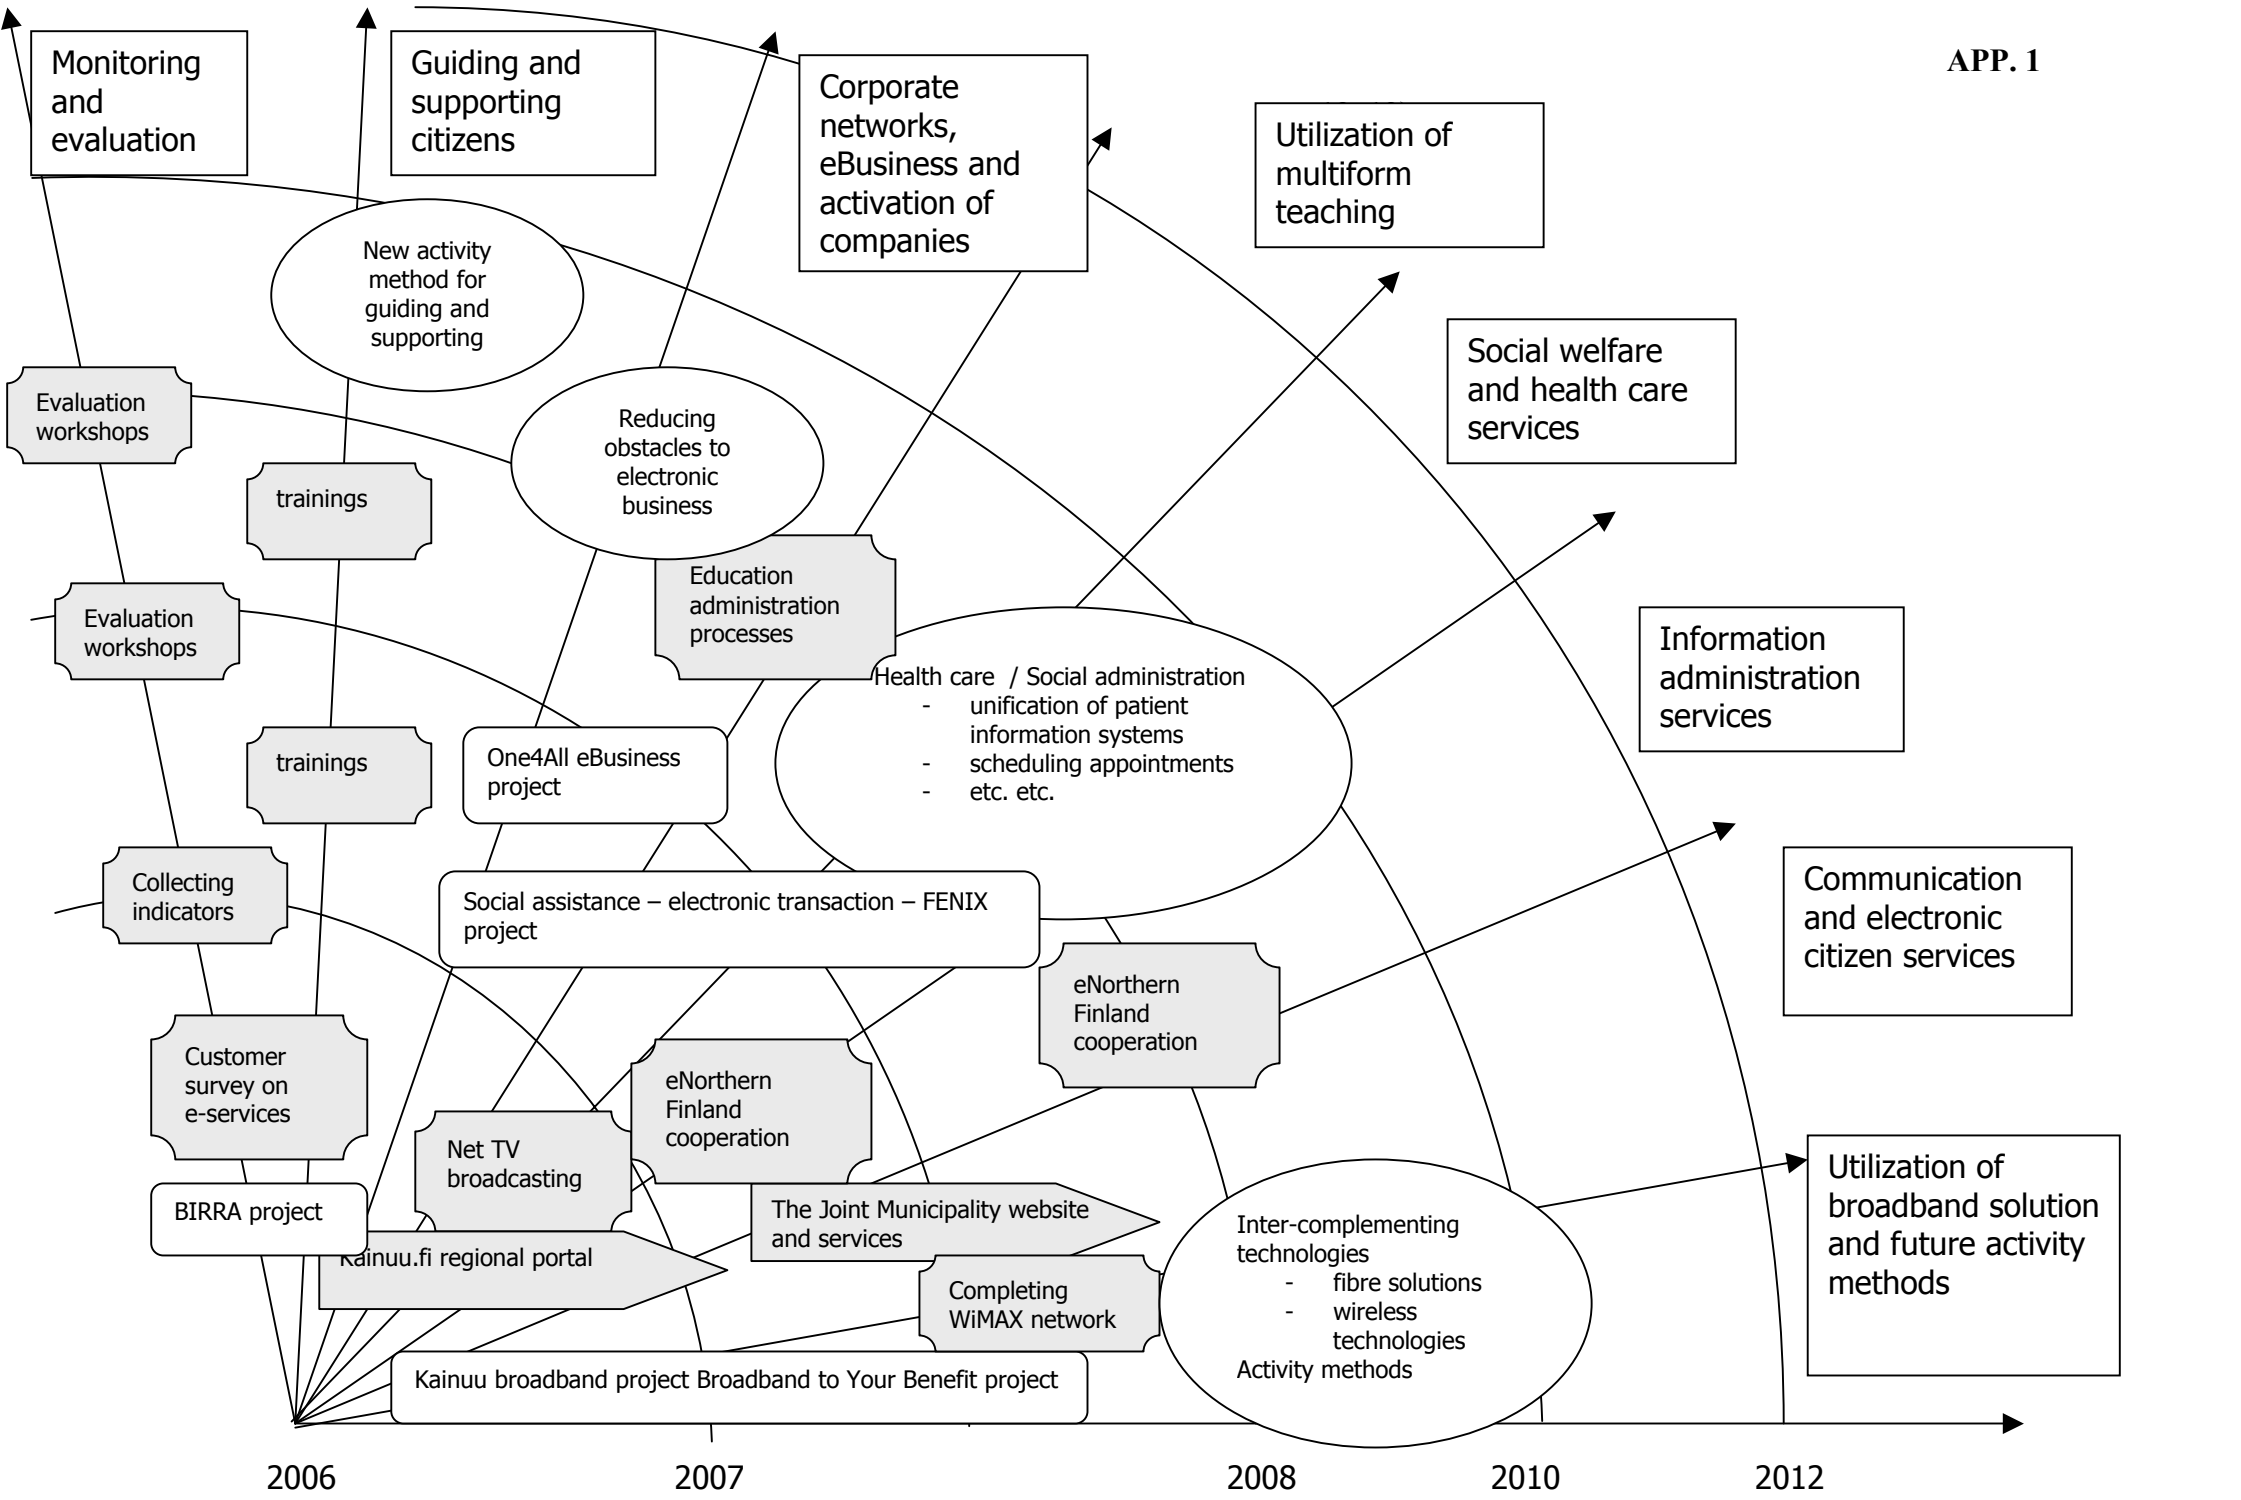 APP. 1
Monitoring
and
evaluation
Guiding and
supporting
citizens
Corporate
networks,
eBusiness and
activation of
companies
Utilization of
multiform
teaching
Social welfare
and health care
services
Information
administration
services
Communication
and electronic
citizen services
Utilization of
broadband solution
and future activity
methods
New activity
method for
guiding and
supporting
Evaluation
workshops
Reducing
obstacles to
electronic
business
trainings
Education
administration
processes
Evaluation
workshops
Health care / Social administration
- unification of patient
information systems
- scheduling appointments
- etc. etc.
trainings
One4All eBusiness
project
Collecting
indicators
Social assistance – electronic transaction – FENIX
project
eNorthern
Finland
cooperation
Customer
survey on
e-services
eNorthern
Finland
cooperation
Net TV
broadcasting
BIRRA project
The Joint Municipality website
and services
Kainuu.fi regional portal
Inter-complementing
technologies
- fibre solutions
- wireless
technologies
Activity methods
Completing
WiMAX network
Kainuu broadband project Broadband to Your Benefit project
2006 2007 2008 2010 2012